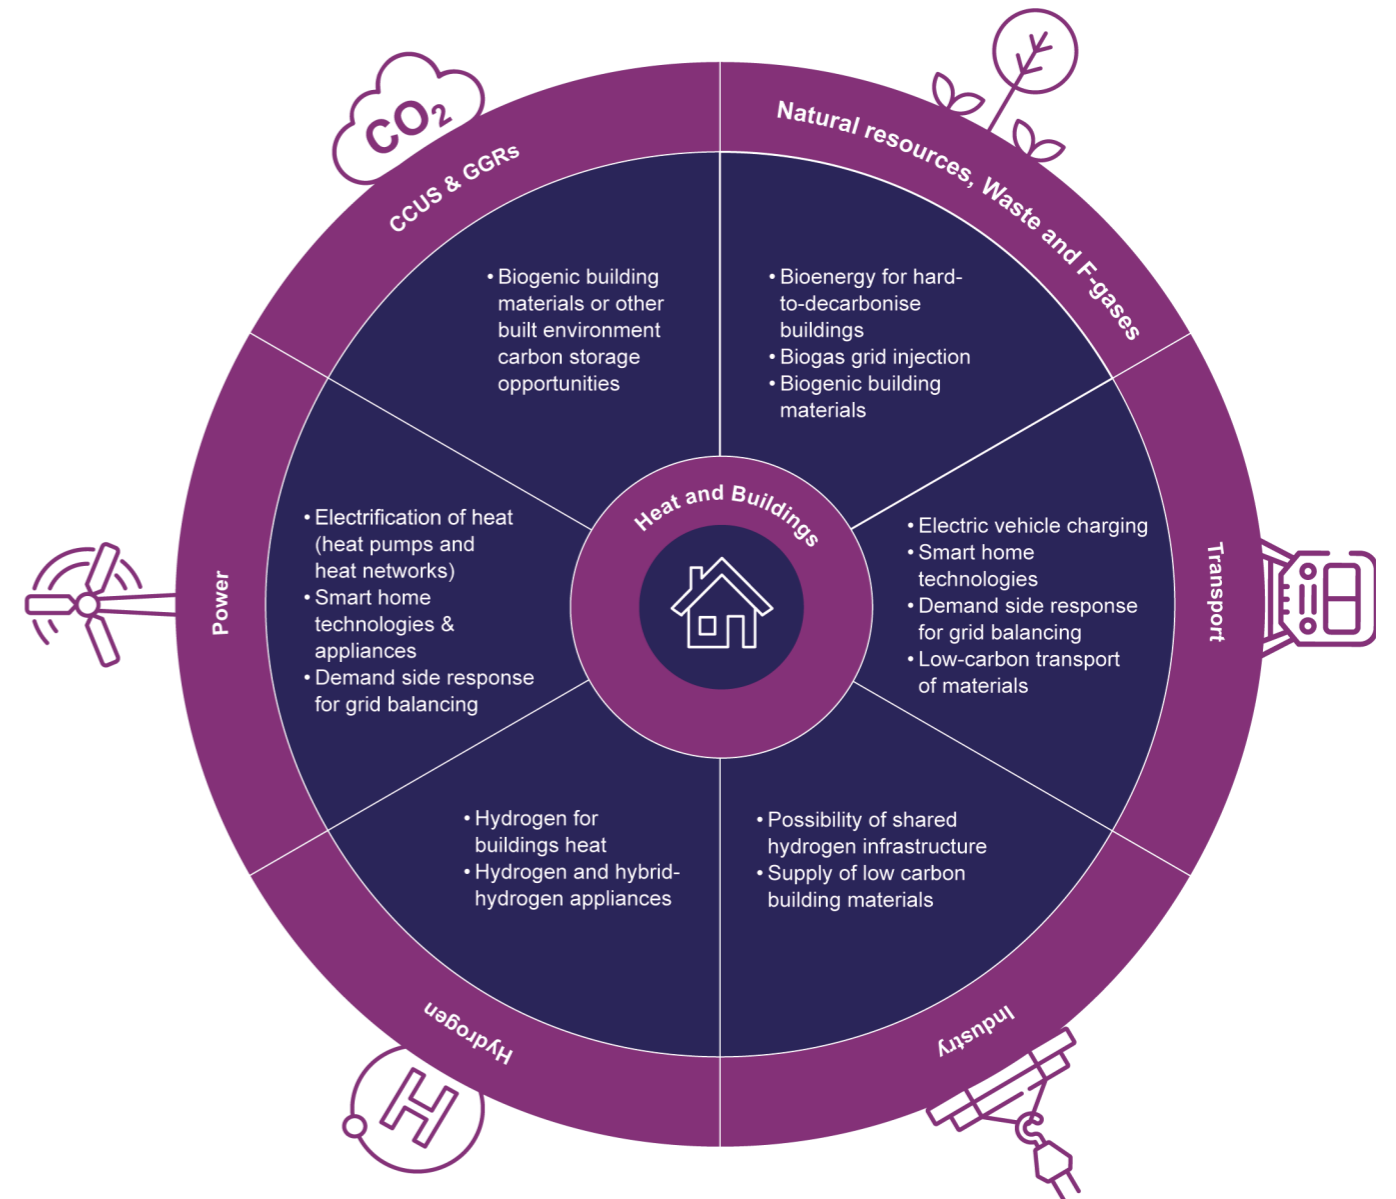 CO₂
CCUS & GGRs
Natural resources, Waste and F-gases
• Biogenic building
materials or other
built environment
carbon storage
opportunities
• Bioenergy for hard-
to-decarbonise
buildings
• Biogas grid injection
• Biogenic building
materials
Power
• Electrification of heat
(heat pumps and
heat networks)
• Smart home
technologies &
appliances
• Demand side response
for grid balancing
Heat and Buildings
• Electric vehicle charging
• Smart home
technologies
• Demand side response
for grid balancing
• Low-carbon transport
of materials
Transport
• Hydrogen for
buildings heat
• Hydrogen and hybrid-
hydrogen appliances
• Possibility of shared
hydrogen infrastructure
• Supply of low carbon
building materials
Hydrogen
Industry
H